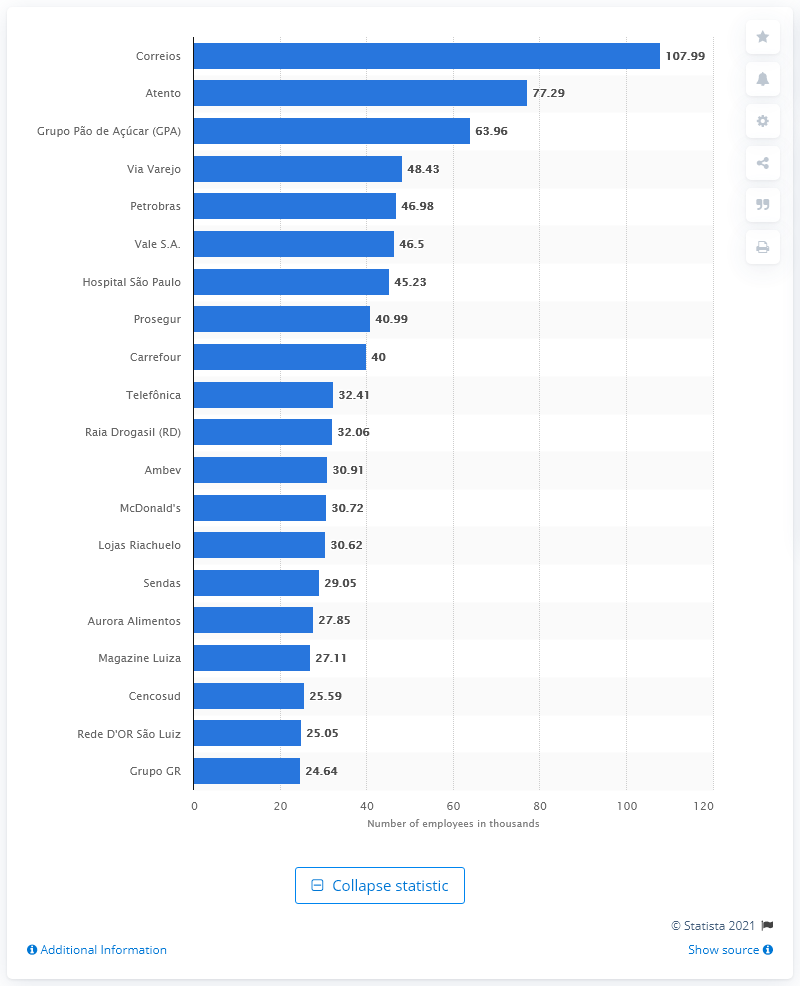 Correios 107.99
Atento 77.29
Grupo Pão de Açúcar (GPA) 63.96
Via Varejo 48.43
Petrobras 46.98
Vale S.A. 46.5
Hospital São Paulo 45.23
Prosegur 40.99
Carrefour 40
Telefônica 32.41
Raia Drogasil (RD) 32.06
Ambev 30.91
McDonald's 30.72
Lojas Riachuelo 30.62
Sendas 29.05
Aurora Alimentos 27.85
Magazine Luiza 27.11
Cencosud 25.59
Rede D'OR São Luiz 25.05
Grupo GR 24.64
0 20 40 60 80 100 120
Number of employees in thousands
Collapse statistic
© Statista 2021
Additional Information Show source